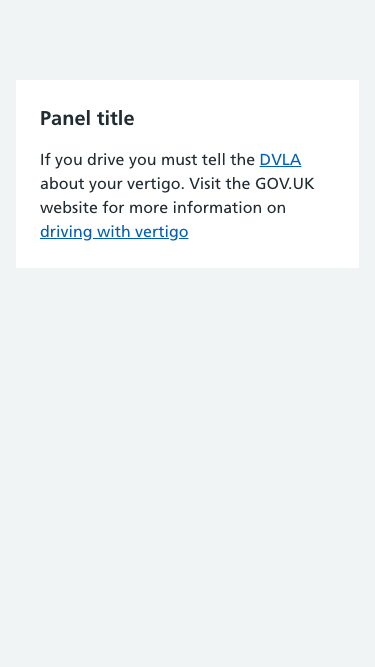 Panel title
If you drive you must tell the DVLA
about your vertigo. Visit the GOV.UK
website for more information on
driving with vertigo